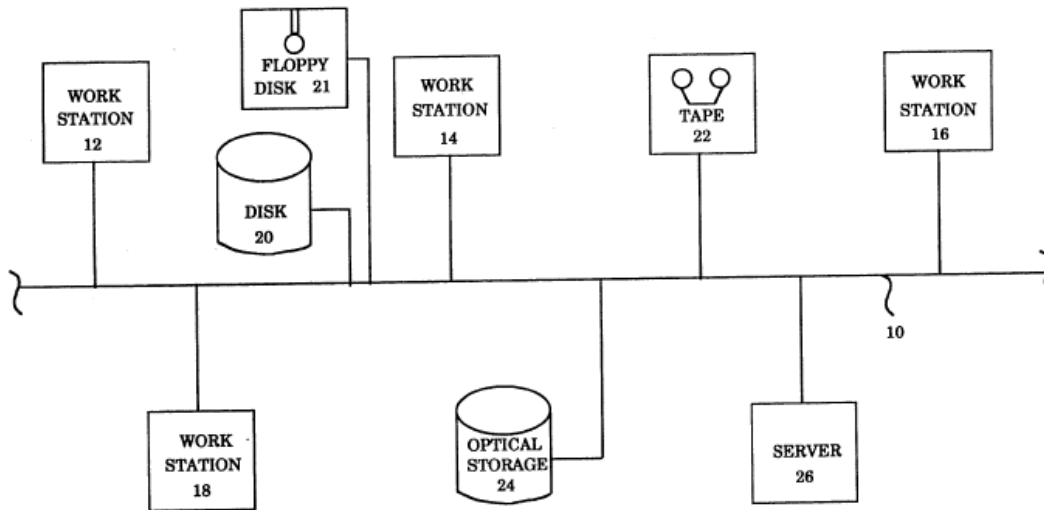 FLOPPY
DISK 21
WORK
STATION
12
WORK
STATION
14
TAPE
22
WORK
STATION
16
DISK
20
10
WORK
STATION
18
OPTICAL
STORAGE
24
SERVER
26